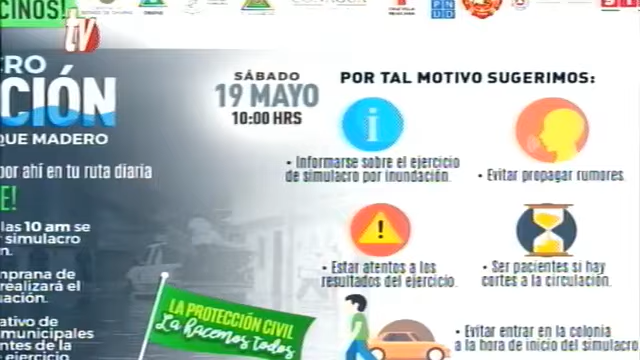 CINOS!
tv
CRO
CIÓN
QUE MADERO
por ahí en tu ruta diaria
E!
las 10 am se
simulacro
n.
mprana de
realizará el
uación.
ativo de
municipales
ntes de la
ejercicio
SÁBADO
19 MAYO
10:00 HRS
LA PROTECCIÓN CIVIL
La hacemos todos
POR TAL MOTIVO SUGERIMOS:
i
• Informarse sobre el ejercicio
de simulacro por inundación.
• Evitar propagar rumores.
!
• Estar atentos a los
resultados del ejercicio.
• Ser pacientes si hay
cortes a la circulación.
• Evitar entrar en la colonia
a la hora de inicio del simulacro